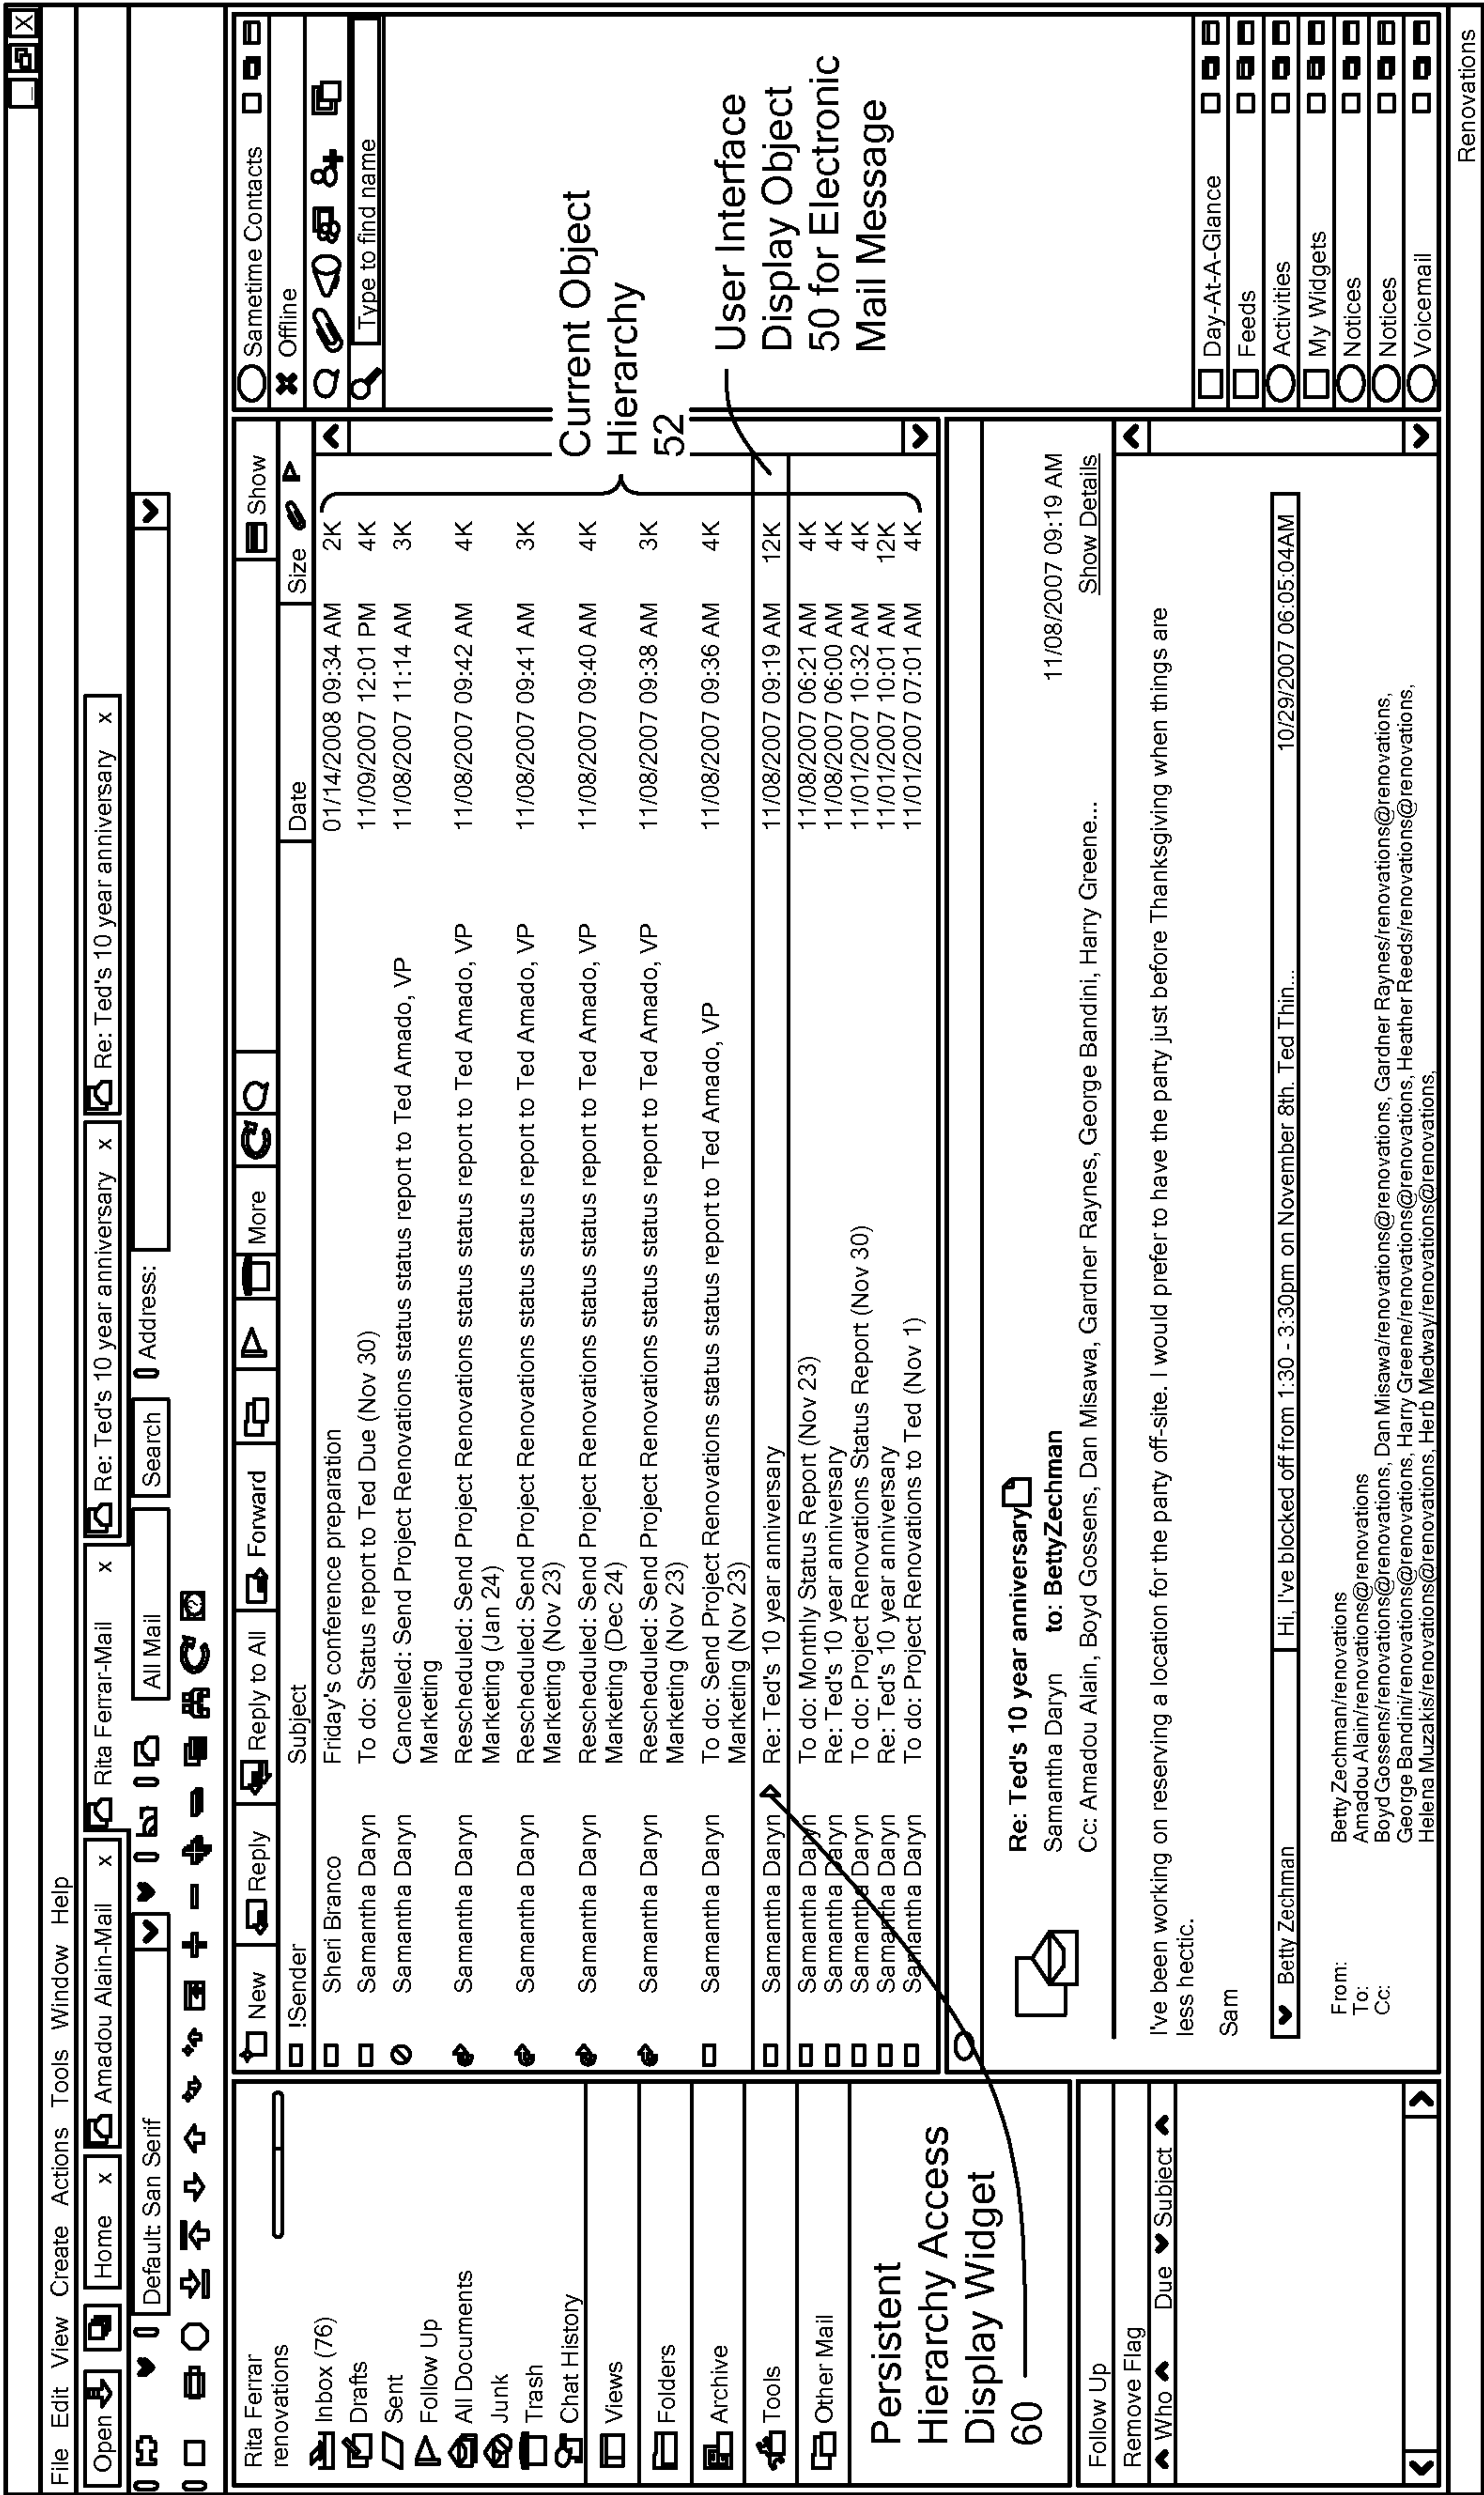 File Edit View Create Actions Tools Window Help
Open Home x Amadou Alain-Mail x Rita Ferrar-Mail x Re: Ted's 10 year anniversary x Re: Ted's 10 year anniversary x
Default: San Serif All Mail Search Address:
Rita Ferrar
renovations
Inbox (76)
Drafts
Sent
Follow Up
All Documents
Junk
Trash
Chat History
Views
Folders
Archive
Tools
Other Mail
Persistent
Hierarchy Access
Display Widget
60
Follow Up
Remove Flag
Who Due Subject
New Reply Reply to All Forward More Show
!Sender Subject Date Size
Sheri Branco Friday's conference preparation 01/14/2008 09:34 AM 2K
Samantha Daryn To do: Status report to Ted Due (Nov 30) 11/09/2007 12:01 PM 4K
Samantha Daryn Cancelled: Send Project Renovations status status report to Ted Amado, VP 11/08/2007 11:14 AM 3K
Marketing
Samantha Daryn Rescheduled: Send Project Renovations status status report to Ted Amado, VP 11/08/2007 09:42 AM 4K
Marketing (Jan 24)
Samantha Daryn Rescheduled: Send Project Renovations status status report to Ted Amado, VP 11/08/2007 09:41 AM 3K
Marketing (Nov 23)
Samantha Daryn Rescheduled: Send Project Renovations status status report to Ted Amado, VP 11/08/2007 09:40 AM 4K
Marketing (Dec 24)
Samantha Daryn Rescheduled: Send Project Renovations status status report to Ted Amado, VP 11/08/2007 09:38 AM 3K
Marketing (Nov 23)
Samantha Daryn To do: Send Project Renovations status status report to Ted Amado, VP 11/08/2007 09:36 AM 4K
Marketing (Nov 23)
Samantha Daryn Re: Ted's 10 year anniversary 11/08/2007 09:19 AM 12K
Samantha Daryn To do: Monthly Status Report (Nov 23) 11/08/2007 06:21 AM 4K
Samantha Daryn Re: Ted's 10 year anniversary 11/08/2007 06:00 AM 4K
Samantha Daryn To do: Project Renovations Status Report (Nov 30) 11/01/2007 10:32 AM 4K
Samantha Daryn Re: Ted's 10 year anniversary 11/01/2007 10:01 AM 12K
Samantha Daryn To do: Project Renovations to Ted (Nov 1) 11/01/2007 07:01 AM 4K
Current Object
Hierarchy
52
User Interface
Display Object
50 for Electronic
Mail Message
Re: Ted's 10 year anniversary
Samantha Daryn to: BettyZechman 11/08/2007 09:19 AM
Cc: Amadou Alain, Boyd Gossens, Dan Misawa, Gardner Raynes, George Bandini, Harry Greene... Show Details
I've been working on reserving a location for the party off-site. I would prefer to have the party just before Thanksgiving when things are
less hectic.
Sam
Betty Zechman Hi, I've blocked off from 1:30 - 3:30pm on November 8th. Ted Thin... 10/29/2007 06:05:04AM
From: Betty Zechman/renovations
To: Amadou Alain/renovations@renovations
Cc: Boyd Gossens/renovations@renovations, Dan Misawa/renovations@renovations, Gardner Raynes/renovations@renovations,
George Bandini/renovations@renovations, Harry Greene/renovations@renovations, Heather Reeds/renovations@renovations,
Helena Muzakis/renovations@renovations, Herb Medway/renovations@renovations,
Sametime Contacts
Offline
Type to find name
Day-At-A-Glance
Feeds
Activities
My Widgets
Notices
Notices
Voicemail
Renovations